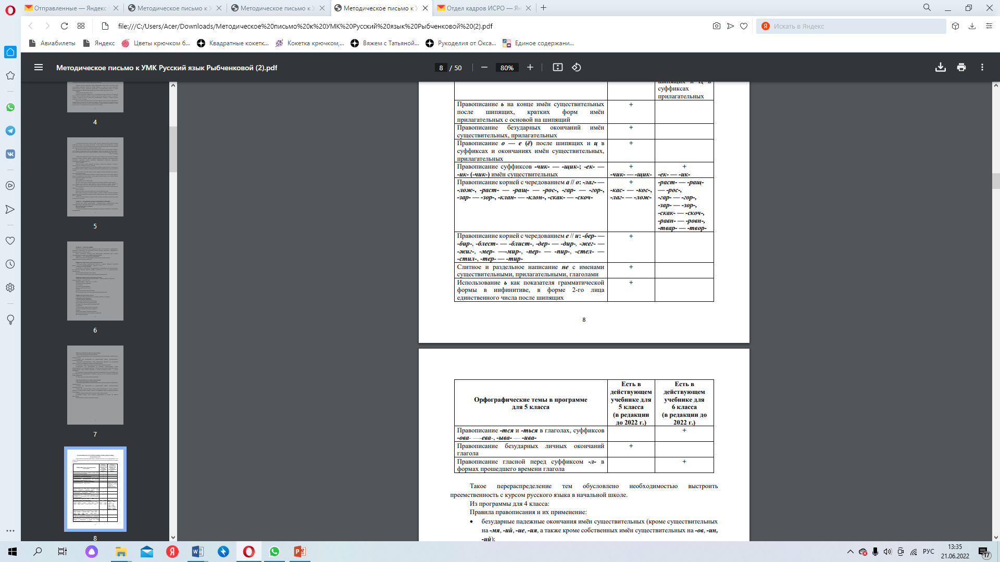 Отправленные — Яндекс
Методическое письмо к У
Методическое письмо к У
Методическое письмо к У
Отдел кадров ИСРО — Ян
file:///C:/Users/Acer/Downloads/Методическое%20письмо%20к%20УМК%20Русский%20язык%20Рыбченковой%20(2).pdf
Искать в Яндекс
Авиабилеты
Яндекс
Цветы крючком б...
Квадратные кокетк...
Кокетка крючком,...
Вяжем с Татьяной...
Рукоделия от Окса...
Единое содержани...
Методическое письмо к УМК Русский язык Рыбченковой (2).pdf
8 / 50
80%
4
5
6
7
8
шипящих и Ц в
суффиксах
прилагательных
Правописание ь на конце имён существительных +
после шипящих, кратких форм имён
прилагательных с основой на шипящий
Правописание безударных окончаний имён +
существительных, прилагательных
Правописание о — е (ё) после шипящих и ц в +
суффиксах и окончаниях имён существительных,
прилагательных
Правописание суффиксов -чик- — -щик-; -ек- — + +
-ик- (-чик-) имён существительных -чик- — -щик- -ек- — -ик-
Правописание корней с чередованием а // о: -лаг- — + -раст- — -ращ-
-лож-, -раст- — -ращ- — -рос-, -гар- — -гор-, -кас- — -кос-, — -рос-,
-зар- — -зор-, -клан- — -клон-, -скак- — -скоч- -лаг- — -лож- -гар- — -гор-,
-зар- — -зор-,
-скак- — -скоч-,
-равн- — -ровн-,
-твар- — -твор-
Правописание корней с чередованием е // и: -бер- — +
-бир-, -блест- — -блист-, -дер- — -дир-, -жег- —
-жиг-, -мер- —-мир-, -пер- — -пир-, -стел- —
-стил-, -тер- — -тир-
Слитное и раздельное написание не с именами +
существительными, прилагательными, глаголами
Использование ь как показателя грамматической +
формы в инфинитиве, в форме 2-го лица
единственного числа после шипящих
8
Орфографические темы в программе
для 5 класса
Есть в
действующем
учебнике для
5 класса
(в редакции
до 2022 г.)
Есть в
действующем
учебнике для
6 класса
(в редакции до
2022 г.)
Правописание -тся и -ться в глаголах, суффиксов +
-ова- —-ева-, -ыва- — -ива-
Правописание безударных личных окончаний +
глагола
Правописание гласной перед суффиксом -л- в +
формах прошедшего времени глагола
Такое перераспределение тем обусловлено необходимостью выстроить
преемственность с курсом русского языка в начальной школе.
Из программы для 4 класса:
Правила правописания и их применение:
• безударные падежные окончания имён существительных (кроме существительных
на -мя, -ий, -ие, -ия, а также кроме собственных имён существительных на -ов, -ин,
-ий);
РУС
13:35
21.06.2022
17